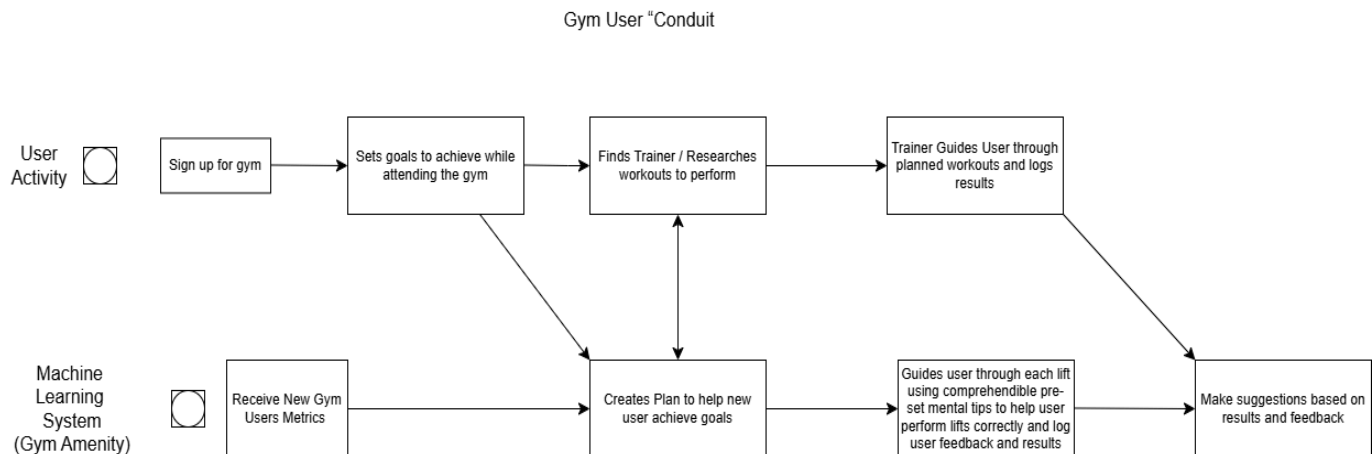 Gym User “Conduit
User
Activity
Sign up for gym
Sets goals to achieve while
attending the gym
Finds Trainer / Researches
workouts to perform
Trainer Guides User through
planned workouts and logs
results
Machine
Learning
System
(Gym Amenity)
Receive New Gym
Users Metrics
Creates Plan to help new
user achieve goals
Guides user through each lift
using comprehendible pre-
set mental tips to help user
perform lifts correctly and log
user feedback and results
Make suggestions based on
results and feedback